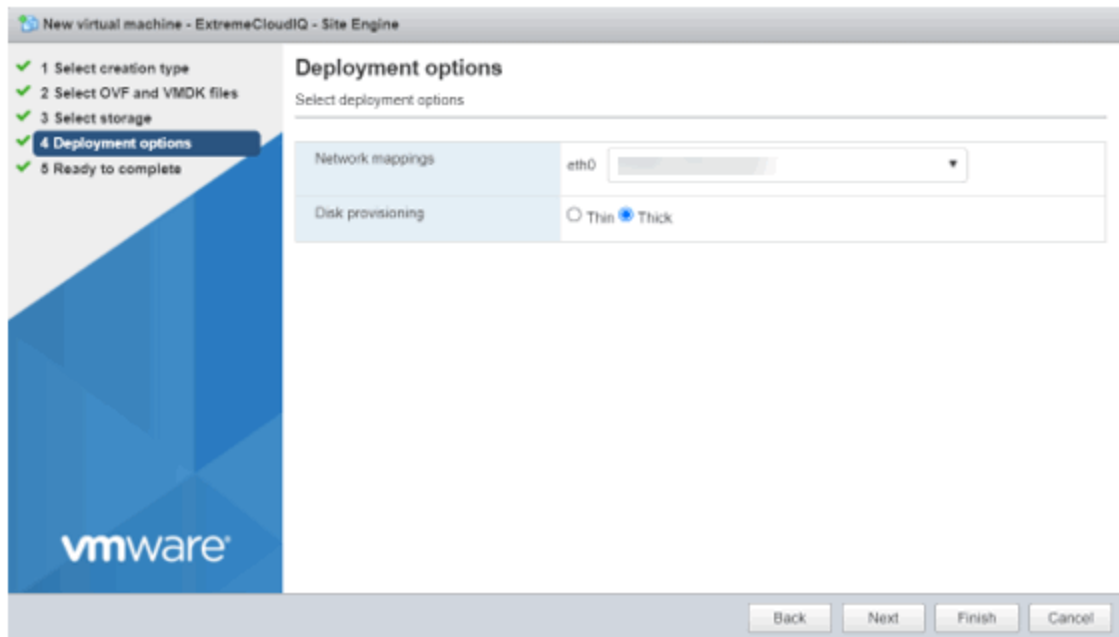 New virtual machine - ExtremeCloudIQ - Site Engine
1 Select creation type
2 Select OVF and VMDK files
3 Select storage
4 Deployment options
5 Ready to complete
Deployment options
Select deployment options
Network mappings
eth0
Disk provisioning
Thin Thick
vmware®
Back Next Finish Cancel